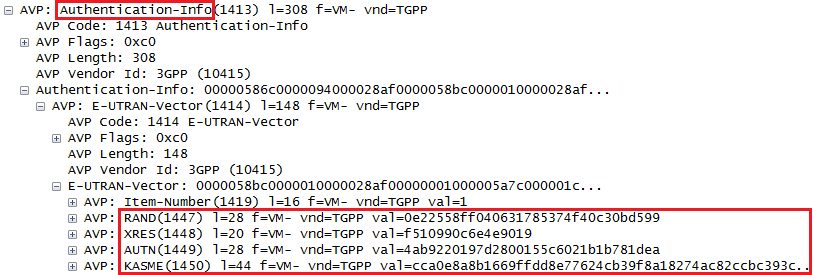 AVP: Authentication-Info(1413) l=308 f=VM- vnd=TGPP
AVP Code: 1413 Authentication-Info
AVP Flags: 0xc0
AVP Length: 308
AVP Vendor Id: 3GPP (10415)
Authentication-Info: 00000586c0000094000028af0000058bc0000010000028af...
AVP: E-UTRAN-Vector(1414) l=148 f=VM- vnd=TGPP
AVP Code: 1414 E-UTRAN-Vector
AVP Flags: 0xc0
AVP Length: 148
AVP Vendor Id: 3GPP (10415)
E-UTRAN-Vector: 0000058bc0000010000028af00000001000005a7c000001c...
AVP: Item-Number(1419) l=16 f=VM- vnd=TGPP val=1
AVP: RAND(1447) l=28 f=VM- vnd=TGPP val=0e22558ff040631785374f40c30bd599
AVP: XRES(1448) l=20 f=VM- vnd=TGPP val=f510990c6e4e9019
AVP: AUTN(1449) l=28 f=VM- vnd=TGPP val=4ab9220197d2800155c6021b1b781dea
AVP: KASME(1450) l=44 f=VM- vnd=TGPP val=cca0e8a8b1669ffdd8e77624cb39f8a18274ac82ccbc393c..